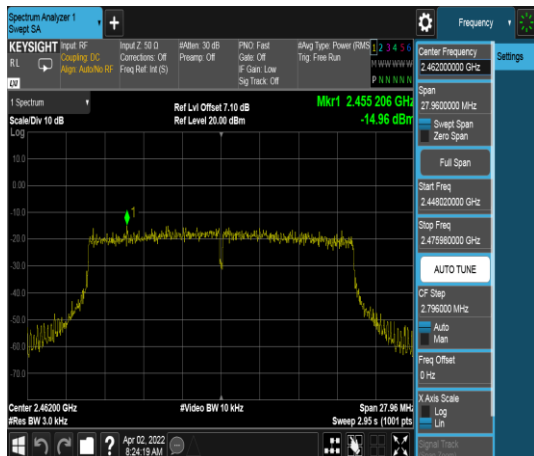 Spectrum Analyzer 1
Swept SA
+
Frequency
KEYSIGHT
RL
LXI
Input: RF
Coupling: DC
Align: Auto/No RF
Input Z: 50 Ω
Corrections: Off
Freq Ref: Int (S)
#Atten: 30 dB
Preamp: Off
PNO: Fast
Gate: Off
IF Gain: Low
Sig Track: Off
#Avg Type: Power (RMS
Trig: Free Run
1 2 3 4 5 6
M W W W W W
P N N N N N
Settings
1 Spectrum
Scale/Div 10 dB
Ref Lvl Offset 7.10 dB
Ref Level 20.00 dBm
Mkr1 2.455 206 GHz
-14.96 dBm
Log
10.0
0.00
-10.0
-20.0
-30.0
-40.0
-50.0
-60.0
-70.0
1
Center 2.46200 GHz
#Res BW 3.0 kHz
#Video BW 10 kHz
Span 27.96 MHz
Sweep 2.95 s (1001 pts)
Center Frequency
2.462000000 GHz
Span
27.9600000 MHz
Swept Span
Zero Span
Full Span
Start Freq
2.448020000 GHz
Stop Freq
2.475980000 GHz
AUTO TUNE
CF Step
2.796000 MHz
Auto
Man
Freq Offset
0 Hz
X Axis Scale
Log
Lin
Signal Track
?
Apr 02, 2022
8:24:19 AM